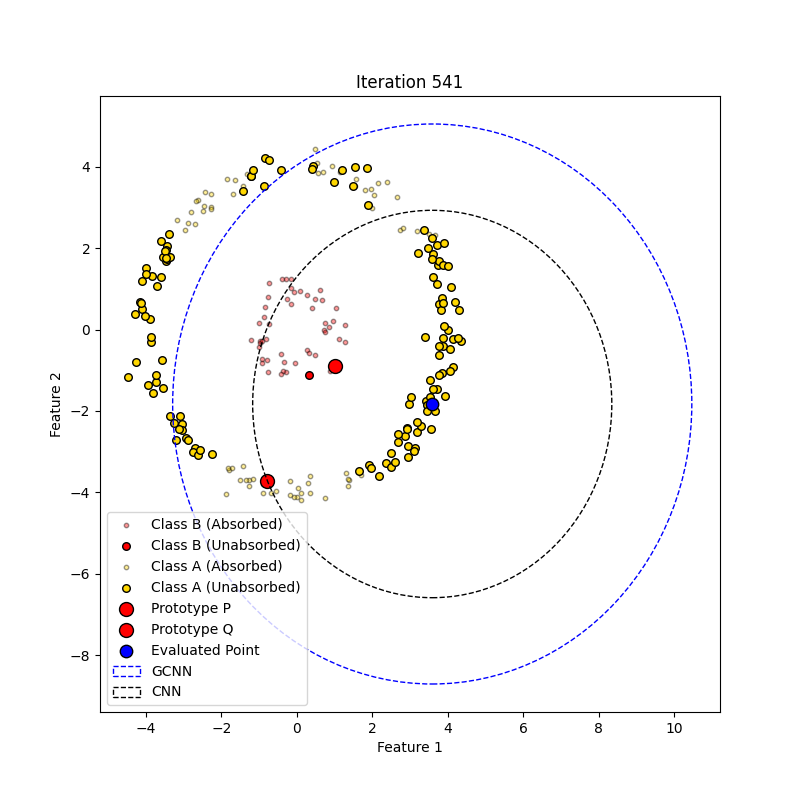 Iteration 541
Feature 2
4
2
0
−2
−4
−6
−8
Class B (Absorbed)
Class B (Unabsorbed)
Class A (Absorbed)
Class A (Unabsorbed)
Prototype P
Prototype Q
Evaluated Point
GCNN
CNN
−4 −2 0 2 4 6 8 10
Feature 1